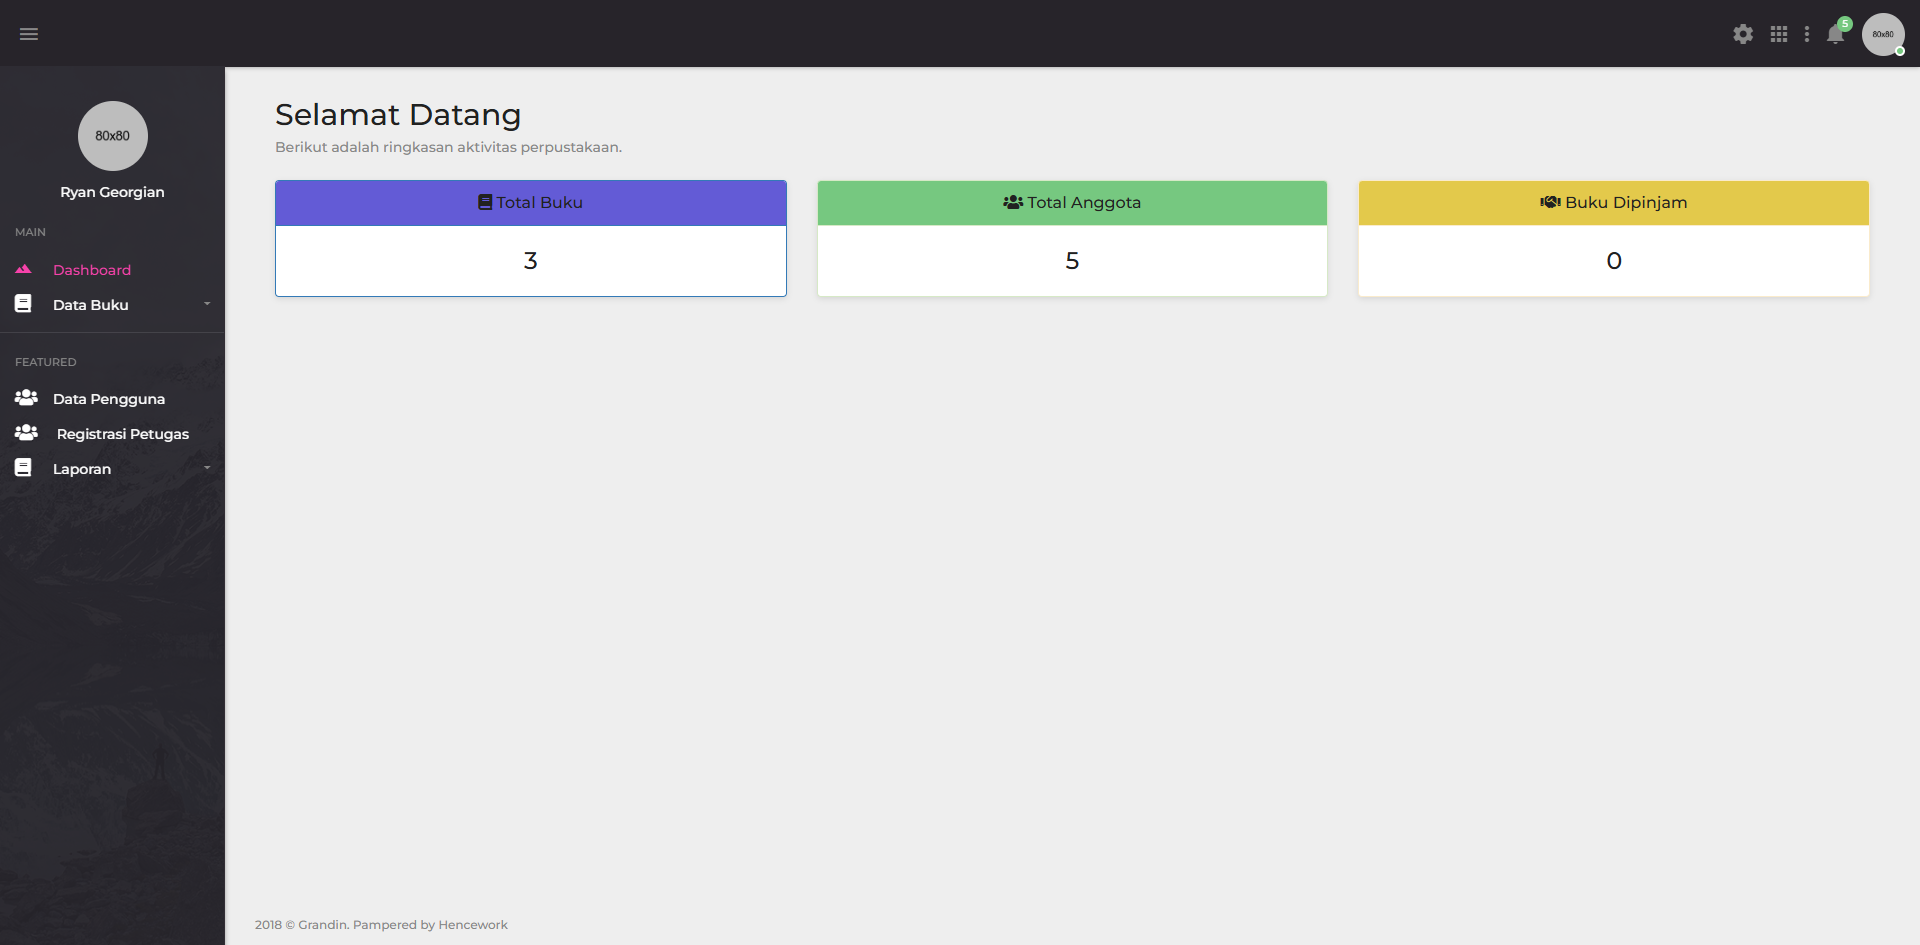 5
80x80
80x80
Ryan Georgian
MAIN
Dashboard
Data Buku
FEATURED
Data Pengguna
Registrasi Petugas
Laporan
Selamat Datang
Berikut adalah ringkasan aktivitas perpustakaan.
Total Buku
3
Total Anggota
5
Buku Dipinjam
0
2018 © Grandin. Pampered by Hencework